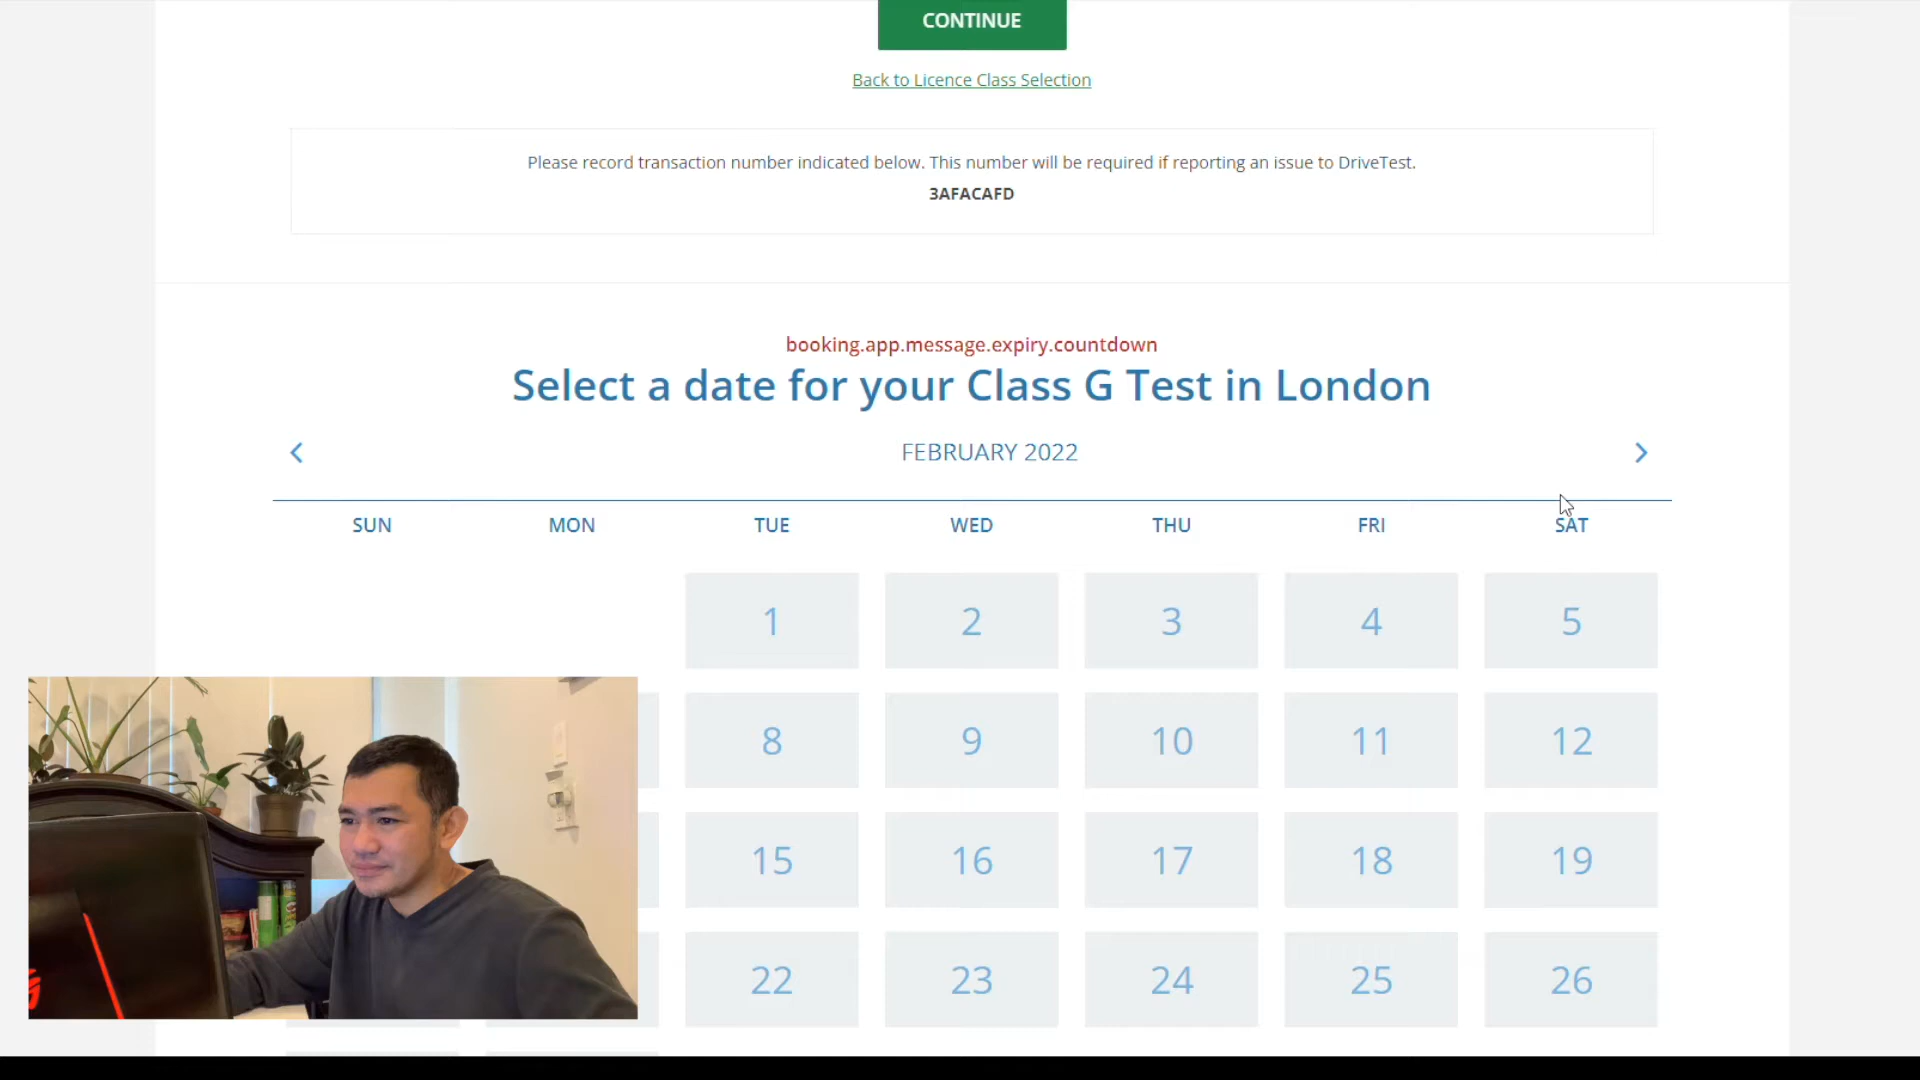 CONTINUE
Back to Licence Class Selection
Please record transaction number indicated below. This number will be required if reporting an issue to DriveTest.
3AFACAFD
booking.app.message.expiry.countdown
Select a date for your Class G Test in London
FEBRUARY 2022
SUN MON TUE WED THU FRI SAT
1 2 3 4 5
8 9 10 11 12
15 16 17 18 19
22 23 24 25 26